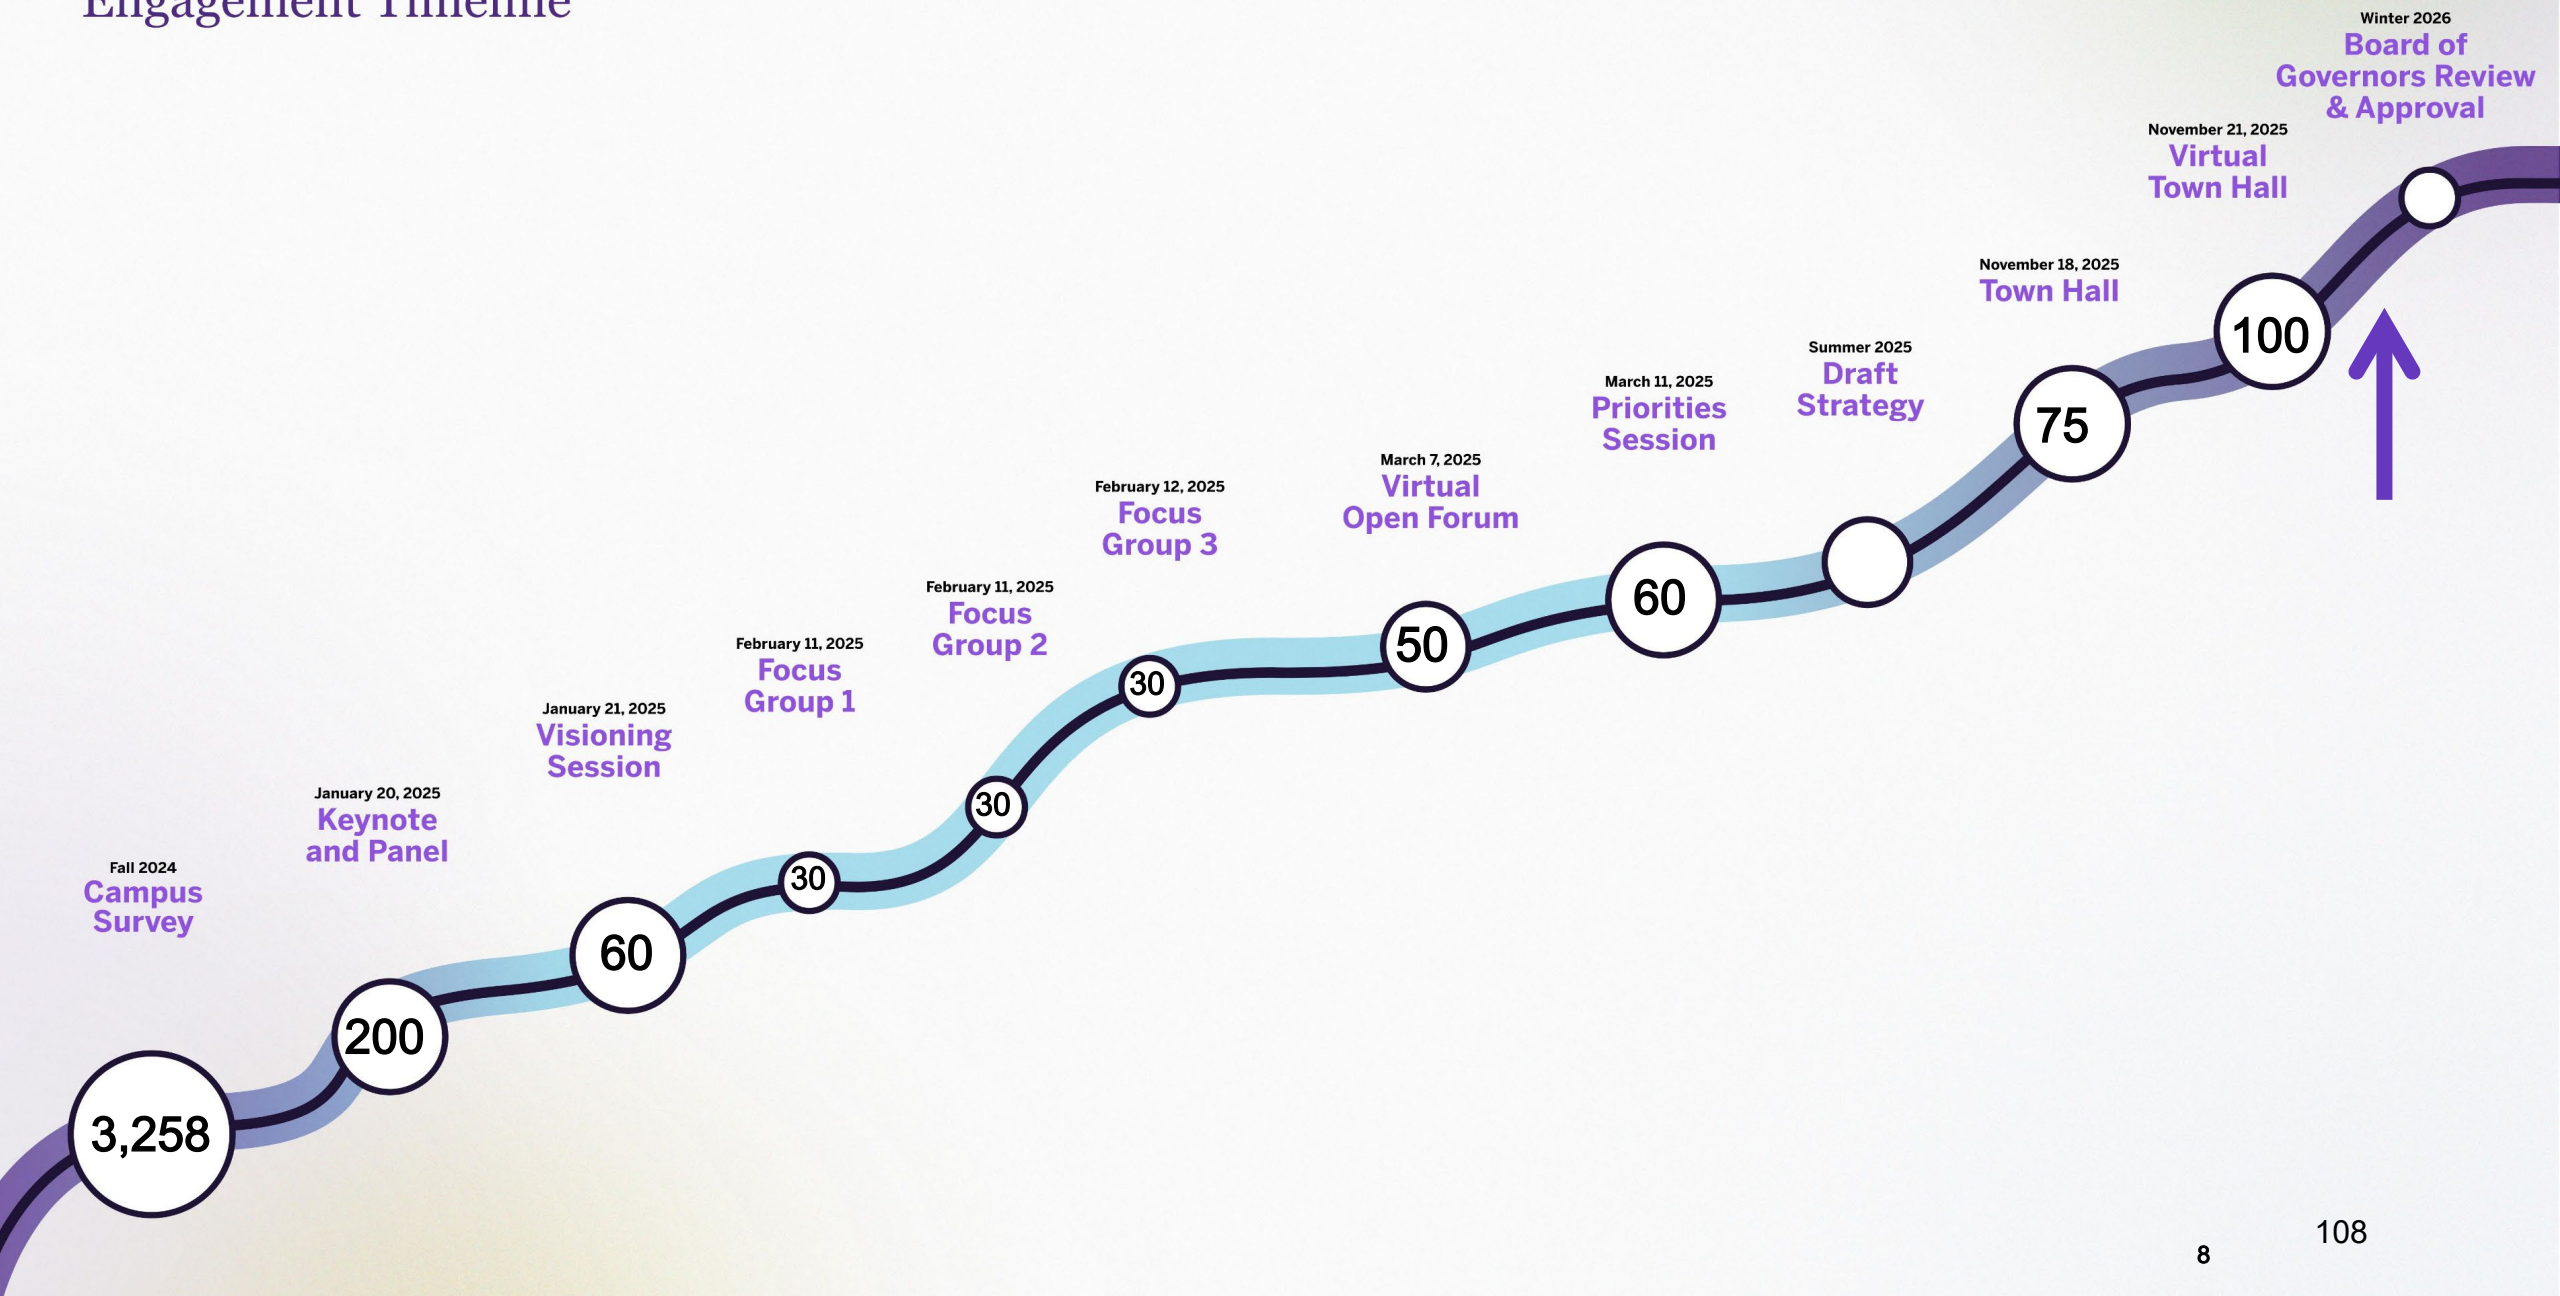 Engagement Timeline
Fall 2024
Campus
Survey
3,258
January 20, 2025
Keynote
and Panel
200
January 21, 2025
Visioning
Session
60
February 11, 2025
Focus
Group 1
30
February 11, 2025
Focus
Group 2
30
February 12, 2025
Focus
Group 3
30
March 7, 2025
Virtual
Open Forum
50
March 11, 2025
Priorities
Session
60
Summer 2025
Draft
Strategy
November 18, 2025
Town Hall
75
November 21, 2025
Virtual
Town Hall
100
Winter 2026
Board of
Governors Review
& Approval
8
108